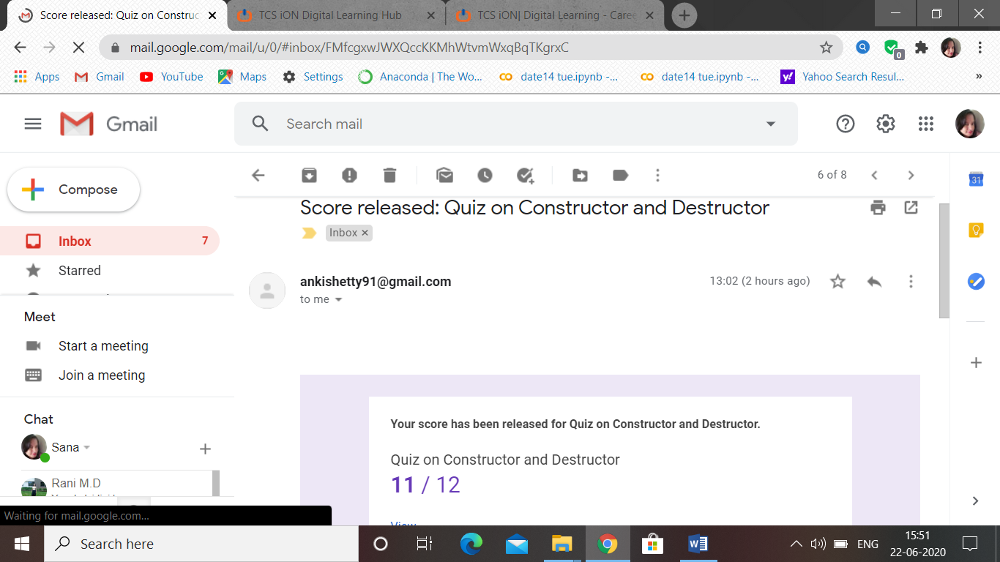 Score released: Quiz on Construc
TCS iON Digital Learning Hub
TCS iON| Digital Learning - Caree
mail.google.com/mail/u/0/#inbox/FMfcgxwJWXQccKKMhWtvmWxqBqTKgrxC
0
Apps
Gmail
YouTube
Maps
Settings
Anaconda | The Wo...
date14 tue.ipynb -...
date14 tue.ipynb -...
Yahoo Search Resul...
»
Gmail
Search mail
Compose
6 of 8
31
Score released: Quiz on Constructor and Destructor
Inbox ×
Inbox 7
Starred
ankishetty91@gmail.com
13:02 (2 hours ago)
to me
Meet
Start a meeting
Join a meeting
Chat
Sana
Rani M.D
Your score has been released for Quiz on Constructor and Destructor.
Quiz on Constructor and Destructor
11 / 12
View
Waiting for mail.google.com...
Search here
ENG
15:51
22-06-2020